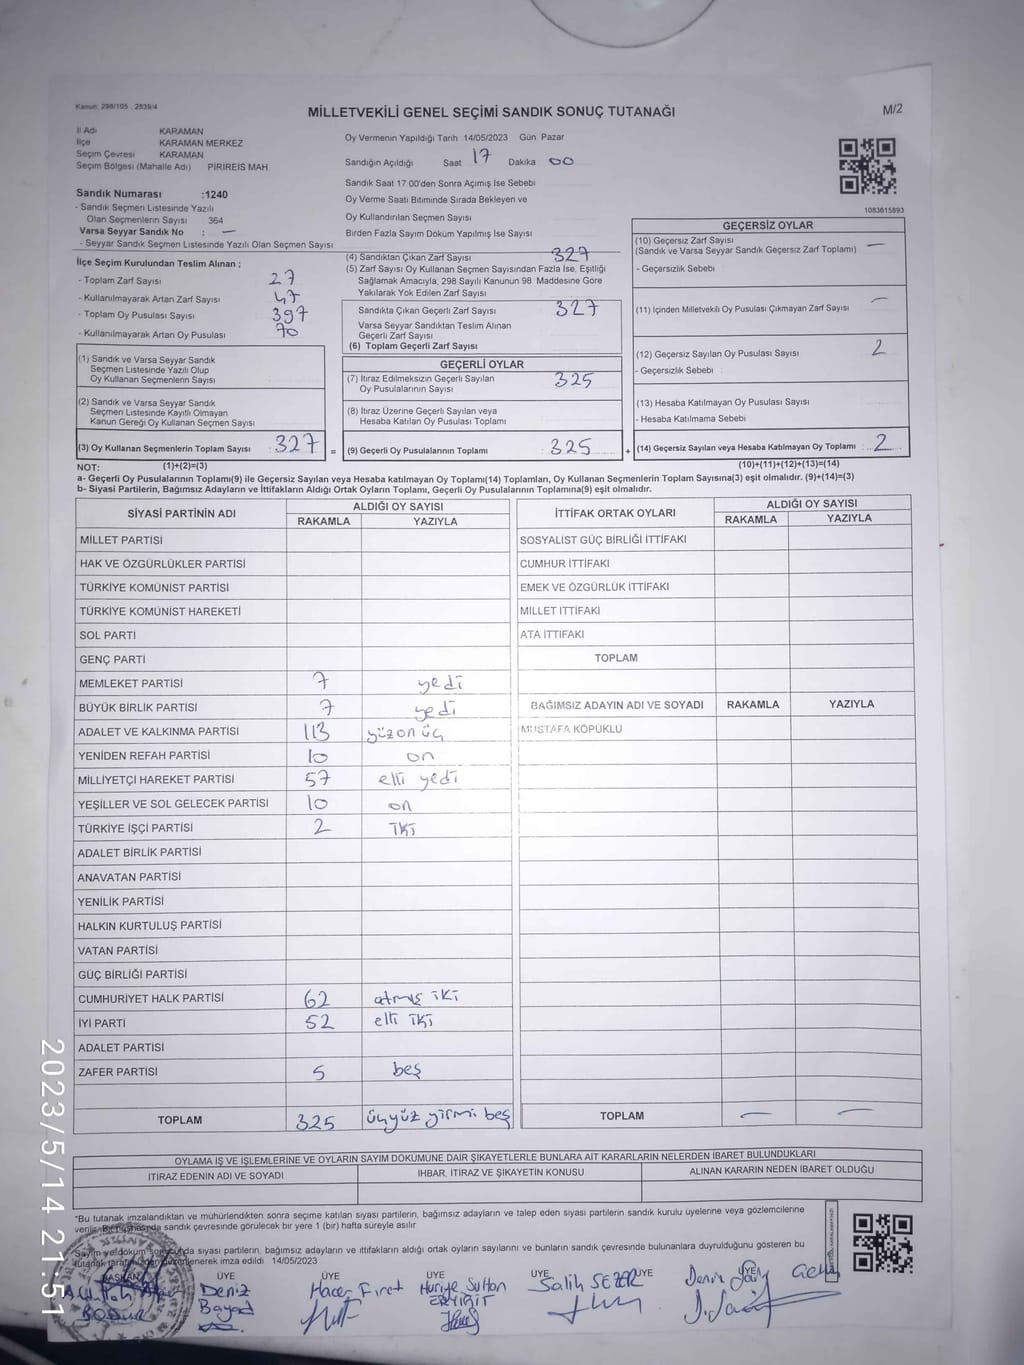 Kanun: 298/105 , 2839/4
MİLLETVEKİLİ GENEL SEÇİMİ SANDIK SONUÇ TUTANAĞI
M/2
İl Adı KARAMAN
İlçe KARAMAN MERKEZ
Seçim Çevresi KARAMAN
Seçim Bölgesi (Mahalle Adı) PİRİREİS MAH.
Oy Vermenin Yapıldığı Tarih 14/05/2023 Gün Pazar
Sandığın Açıldığı Saat 17 Dakika 00
Sandık Saat 17 00'den Sonra Açımış İse Sebebi
Oy Verme Saati Bitiminde Sırada Bekleyen ve
Oy Kullandırılan Seçmen Sayısı
Birden Fazla Sayım Döküm Yapılmış İse Sayısı
1083615893
Sandık Numarası :1240
- Sandık Seçmen Listesinde Yazılı
Olan Seçmenlerin Sayısı 364
Varsa Seyyar Sandık No : —
- Seyyar Sandık Seçmen Listesinde Yazılı Olan Seçmen Sayısı
İlçe Seçim Kurulundan Teslim Alınan ;
- Toplam Zarf Sayısı 27
- Kullanılmayarak Artan Zarf Sayısı 47
- Toplam Oy Pusulası Sayısı 397
- Kullanılmayarak Artan Oy Pusulası 70
(1) Sandık ve Varsa Seyyar Sandık
Seçmen Listesinde Yazılı Olup
Oy Kullanan Seçmenlerin Sayısı
(2) Sandık ve Varsa Seyyar Sandık
Seçmen Listesinde Kayıtlı Olmayan
Kanun Gereği Oy Kullanan Seçmen Sayısı
(3) Oy Kullanan Seçmenlerin Toplam Sayısı : 327 =
(1)+(2)=(3)
(4) Sandıktan Çıkan Zarf Sayısı 327
(5) Zarf Sayısı Oy Kullanan Seçmen Sayısından Fazla İse, Eşitliği
Sağlamak Amacıyla, 298 Sayılı Kanunun 98. Maddesine Göre
Yakılarak Yok Edilen Zarf Sayısı
Sandıkta Çıkan Geçerli Zarf Sayısı 327
Varsa Seyyar Sandıktan Teslim Alınan
Geçerli Zarf Sayısı
(6) Toplam Geçerli Zarf Sayısı
GEÇERLİ OYLAR
(7) İtiraz Edilmeksizin Geçerli Sayılan
Oy Pusulalarının Sayısı 325
(8) İtiraz Üzerine Geçerli Sayılan veya
Hesaba Katılan Oy Pusulası Toplamı
(9) Geçerli Oy Pusulalarının Toplamı : 325 +
GEÇERSİZ OYLAR
(10) Geçersiz Zarf Sayısı
(Sandık ve Varsa Seyyar Sandık Geçersiz Zarf Toplamı) —
- Geçersizlik Sebebi
(11) İçinden Milletvekili Oy Pusulası Çıkmayan Zarf Sayısı —
(12) Geçersiz Sayılan Oy Pusulası Sayısı 2
- Geçersizlik Sebebi :
(13) Hesaba Katılmayan Oy Pusulası Sayısı
- Hesaba Katılmama Sebebi
(14) Geçersiz Sayılan veya Hesaba Katılmayan Oy Toplamı : 2
(10)+(11)+(12)+(13)=(14)
NOT:
a- Geçerli Oy Pusulalarının Toplamı(9) ile Geçersiz Sayılan veya Hesaba katılmayan Oy Toplamı(14) Toplamları, Oy Kullanan Seçmenlerin Toplam Sayısına(3) eşit olmalıdır. (9)+(14)=(3)
b- Siyasi Partilerin, Bağımsız Adayların ve İttifakların Aldığı Ortak Oyların Toplamı, Geçerli Oy Pusulalarının Toplamına(9) eşit olmalıdır.
SİYASİ PARTİNİN ADI ALDIĞI OY SAYISI
RAKAMLA YAZIYLA
MİLLET PARTİSİ
HAK VE ÖZGÜRLÜKLER PARTİSİ
TÜRKİYE KOMÜNİST PARTİSİ
TÜRKİYE KOMÜNİST HAREKETİ
SOL PARTİ
GENÇ PARTİ
MEMLEKET PARTİSİ 7 yedi
BÜYÜK BİRLİK PARTİSİ 7 yedi
ADALET VE KALKINMA PARTİSİ 113 yüzon üç
YENİDEN REFAH PARTİSİ 10 on
MİLLİYETÇİ HAREKET PARTİSİ 57 elli yedi
YEŞİLLER VE SOL GELECEK PARTİSİ 10 on
TÜRKİYE İŞÇİ PARTİSİ 2 iki
ADALET BİRLİK PARTİSİ
ANAVATAN PARTİSİ
YENİLİK PARTİSİ
HALKIN KURTULUŞ PARTİSİ
VATAN PARTİSİ
GÜÇ BİRLİĞİ PARTİSİ
CUMHURİYET HALK PARTİSİ 62 atmış iki
İYİ PARTİ 52 elli iki
ADALET PARTİSİ
ZAFER PARTİSİ 5 beş
TOPLAM 325 üçyüz yirmi beş
İTTİFAK ORTAK OYLARI ALDIĞI OY SAYISI
RAKAMLA YAZIYLA
SOSYALİST GÜÇ BİRLİĞİ İTTİFAKI
CUMHUR İTTİFAKI
EMEK VE ÖZGÜRLÜK İTTİFAKI
MİLLET İTTİFAKI
ATA İTTİFAKI
TOPLAM
BAĞIMSIZ ADAYIN ADI VE SOYADI RAKAMLA YAZIYLA
MUSTAFA KÖPÜKLÜ
TOPLAM — —
OYLAMA İŞ VE İŞLEMLERİNE VE OYLARIN SAYIM DÖKÜMÜNE DAİR ŞİKAYETLERLE BUNLARA AİT KARARLARIN NELERDEN İBARET BULUNDUKLARI
İTİRAZ EDENİN ADI VE SOYADI İHBAR, İTİRAZ VE ŞİKAYETİN KONUSU ALINAN KARARIN NEDEN İBARET OLDUĞU
"Bu tutanak imzalandıktan ve mühürlendikten sonra seçime katılan siyasi partilerin, bağımsız adayların ve talep eden siyasi partilerin sandık kurulu üyelerine veya gözlemcilerine
sandık çevresinde görülecek bir yere 1 (bir) hafta süreyle asılır
siyasi partilerin, bağımsız adayların ve ittifakların aldığı ortak oyların sayılarını ve bunların sandık çevresinde bulunanlara duyurulduğunu gösteren bu
imza edildi 14/05/2023
BAŞKAN ÜYE ÜYE ÜYE ÜYE ÜYE ÜYE
BODUR Deniz Hacer Fırat Huriye Sultan Salih SEZER
2023/5/14 21:51